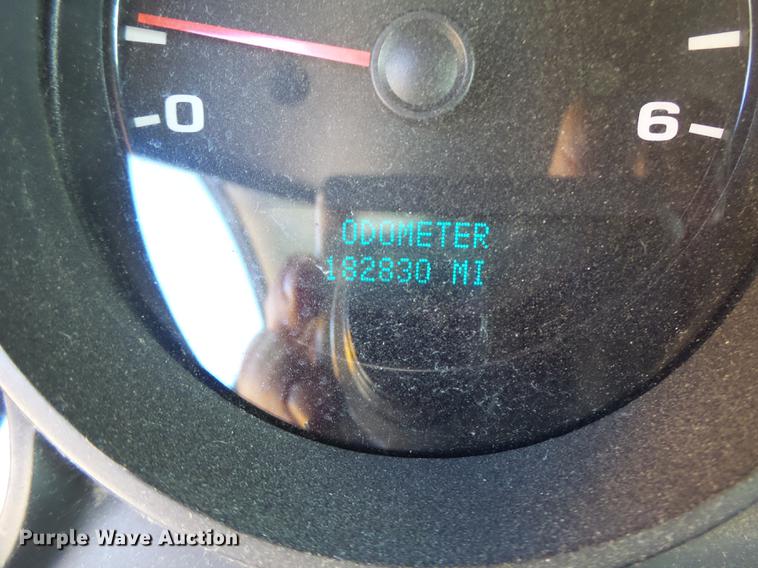 0
6
ODOMETER
182830 MI
Purple Wave Auction